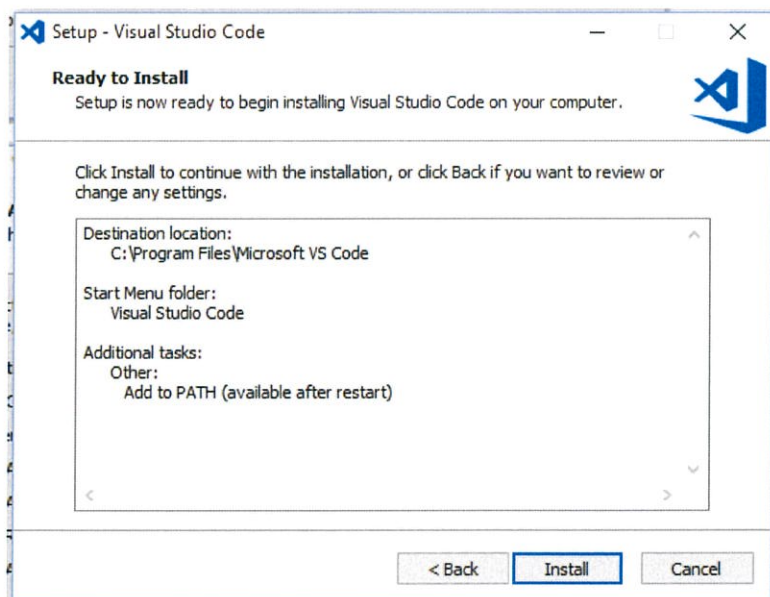 Setup - Visual Studio Code
Ready to Install
Setup is now ready to begin installing Visual Studio Code on your computer.
Click Install to continue with the installation, or click Back if you want to review or
change any settings.
Destination location:
C:\Program Files\Microsoft VS Code
Start Menu folder:
Visual Studio Code
Additional tasks:
Other:
Add to PATH (available after restart)
< Back
Install
Cancel